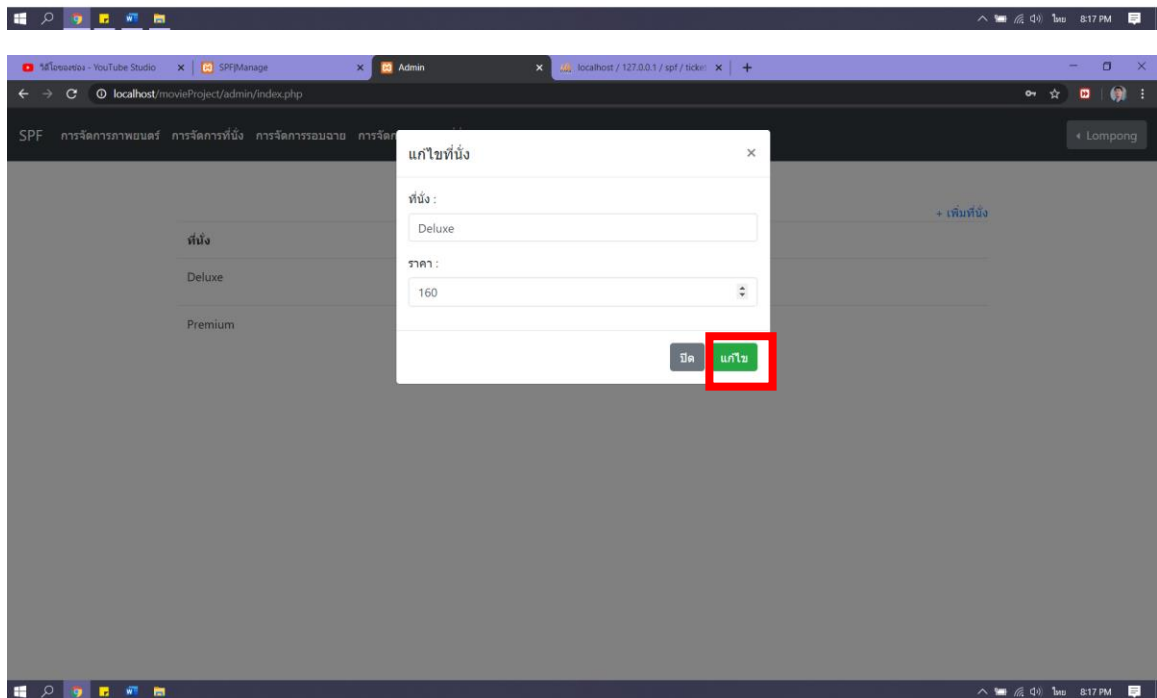 ไทย 8:17 PM
วิดีโอของช่อง - YouTube Studio
SPF|Manage
Admin
localhost / 127.0.0.1 / spf / ticket
localhost/movieProject/admin/index.php
SPF การจัดการภาพยนตร์ การจัดการที่นั่ง การจัดการรอบฉาย
Lompong
แก้ไขที่นั่ง
ที่นั่ง :
Deluxe
ราคา :
160
ปิด แก้ไข
+ เพิ่มที่นั่ง
ที่นั่ง
Deluxe
Premium
ไทย 8:17 PM